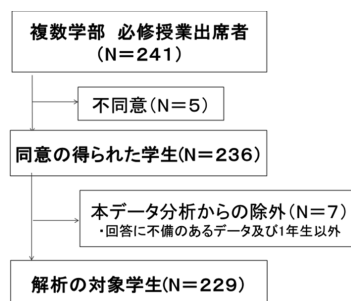 複数学部 必修授業出席者
(N=241)
不同意(N=5)
同意の得られた学生(N=236)
本データ分析からの除外(N=7)
・回答に不備のあるデータ及び1年生以外
解析の対象学生(N=229)